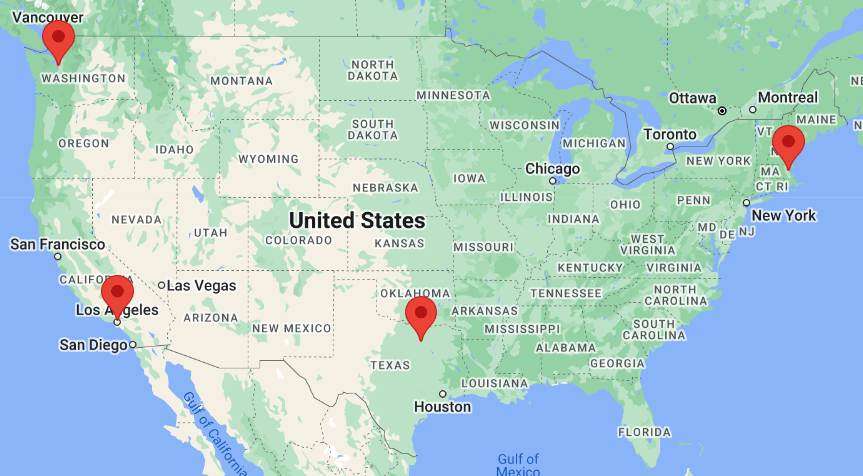 Vancouver
WASHINGTON
MONTANA
NORTH
DAKOTA
MINNESOTA
Ottawa
Montreal
MAINE
VT
OREGON
IDAHO
SOUTH
DAKOTA
WISCONSIN
MICHIGAN
Toronto
NEW YORK
MA
CT RI
WYOMING
NEBRASKA
IOWA
Chicago
ILLINOIS
INDIANA
OHIO
PENN
New York
NEVADA
UTAH
United States
COLORADO
KANSAS
MISSOURI
WEST
VIRGINIA
MD
DE
NJ
San Francisco
CALIFORNIA
Las Vegas
KENTUCKY
VIRGINIA
Los Angeles
ARIZONA
NEW MEXICO
OKLAHOMA
ARKANSAS
TENNESSEE
NORTH
CAROLINA
San Diego
MISSISSIPPI
ALABAMA
SOUTH
CAROLINA
GEORGIA
TEXAS
LOUISIANA
Houston
FLORIDA
Gulf of California
Gulf of
Mexico